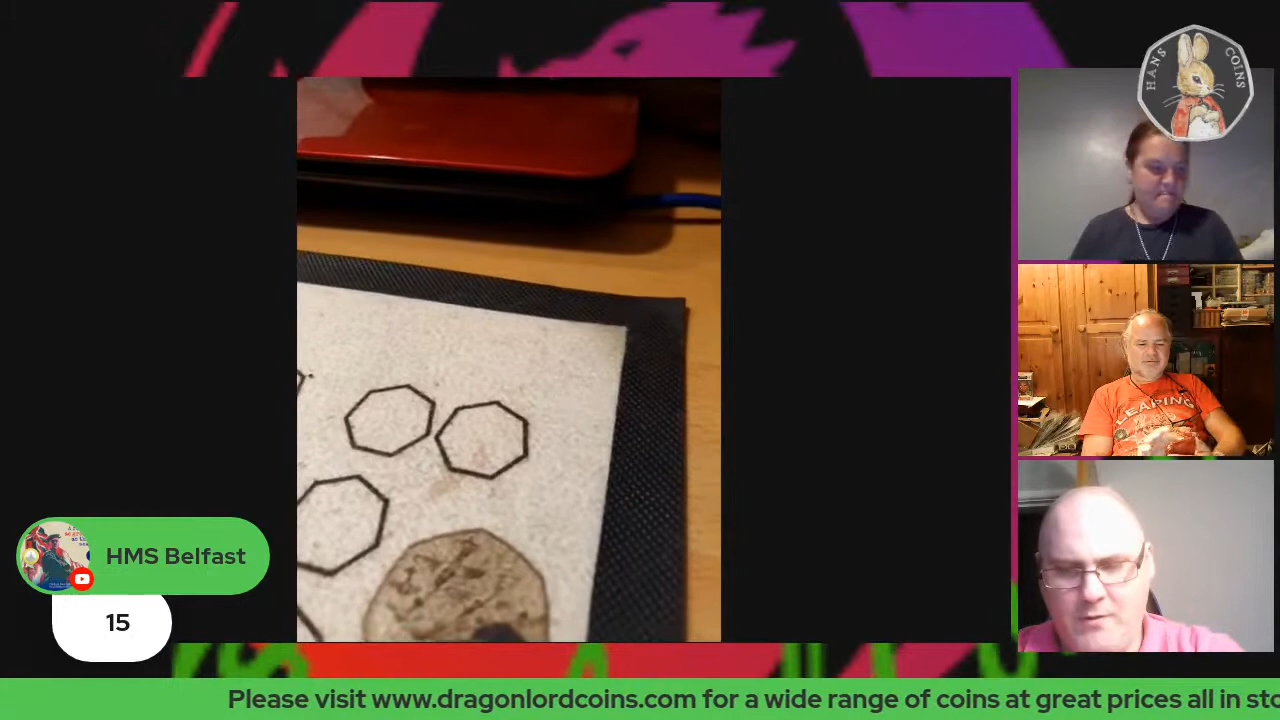 HANS COINS
EARING
HMS Belfast
15
Please visit www.dragonlordcoins.com for a wide range of coins at great prices all in sto